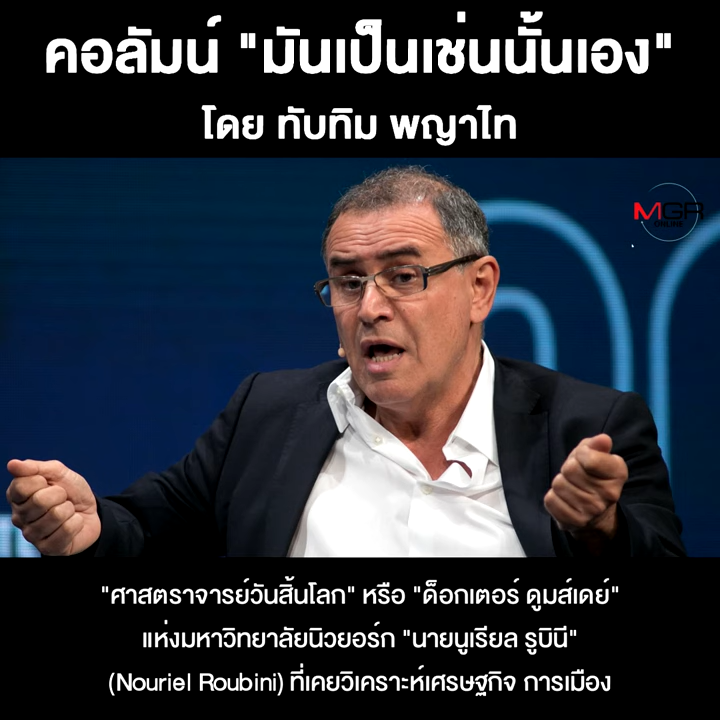 คอลัมน์ "มันเป็นเช่นนั้นเอง"
โดย ทับทิม พญาไท
MGR
ONLINE
"ศาสตราจารย์วันสิ้นโลก" หรือ "ด็อกเตอร์ ดูมส์เดย์"
แห่งมหาวิทยาลัยนิวยอร์ก "นายนูเรียล รูบินี"
(Nouriel Roubini) ที่เคยวิเคราะห์เศรษฐกิจ การเมือง